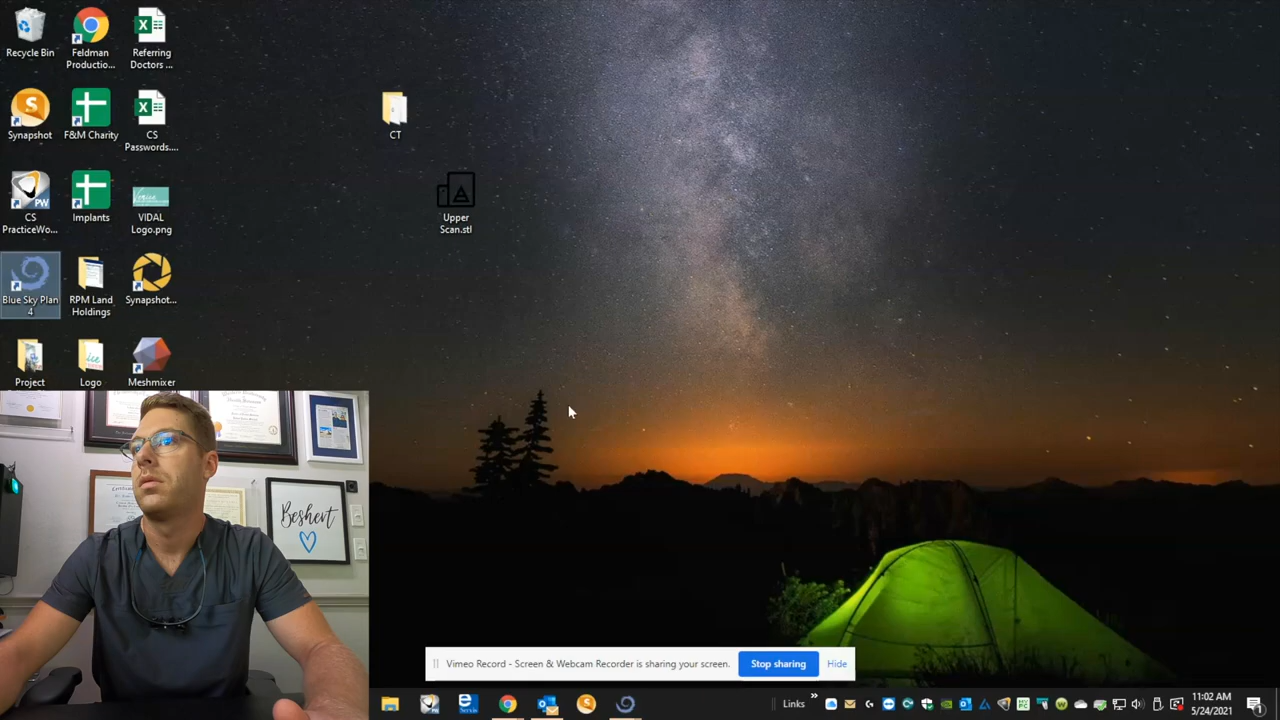 Recycle Bin
Feldman
Productio...
Referring
Doctors ...
Synapshot
F&M Charity
CS
Passwords....
CT
CS
PracticeWo...
PW
Implants
VIDAL
Logo.png
Upper
Scan.stl
Blue Sky Plan
4
RPM Land
Holdings
Synapshot...
Project
Logo
Meshmixer
Beshert
Vimeo Record - Screen & Webcam Recorder is sharing your screen.
Stop sharing
Hide
Links
11:02 AM
5/24/2021